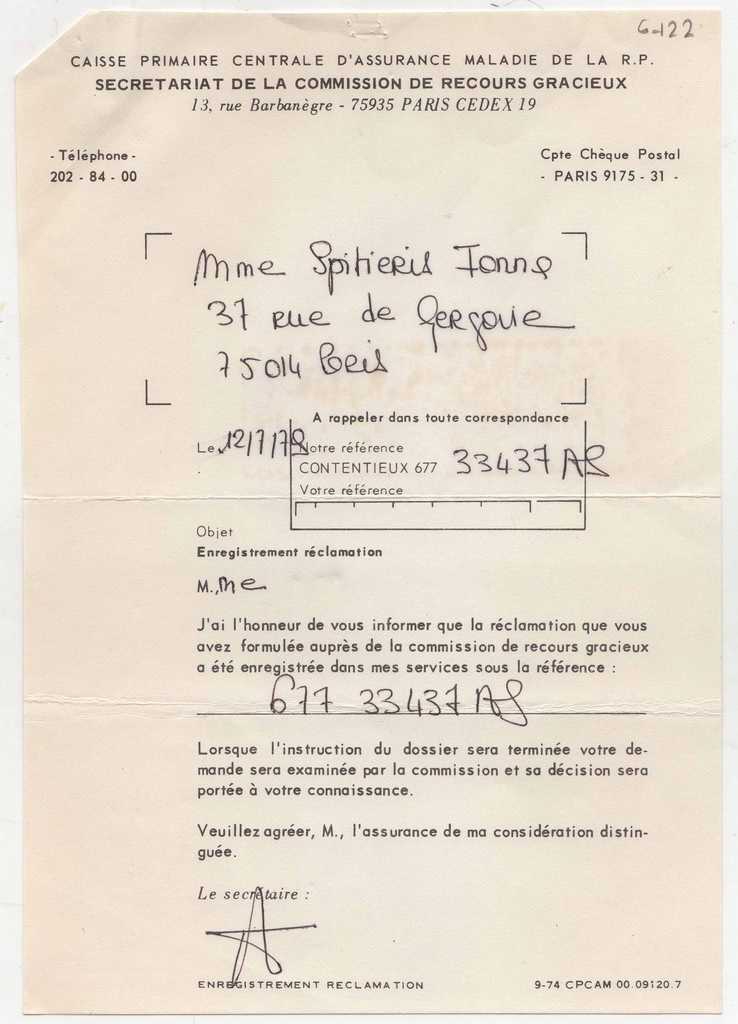 6-122
CAISSE PRIMAIRE CENTRALE D'ASSURANCE MALADIE DE LA R.P.
SECRETARIAT DE LA COMMISSION DE RECOURS GRACIEUX
13, rue Barbanègre - 75935 PARIS CEDEX 19
- Téléphone -
202 - 84 - 00
Cpte Chèque Postal
- PARIS 9175 - 31 -
Mme Spitieris
37 rue de Gergovie
75014 Paris
A rappeler dans toute correspondance
Le 12/7/78
Notre référence
CONTENTIEUX 677 33437 AS
Votre référence
Objet
Enregistrement réclamation
M.,me
J'ai l'honneur de vous informer que la réclamation que vous
avez formulée auprès de la commission de recours gracieux
a été enregistrée dans mes services sous la référence :
677 33437 AS
Lorsque l'instruction du dossier sera terminée votre de-
mande sera examinée par la commission et sa décision sera
portée à votre connaissance.
Veuillez agréer, M., l'assurance de ma considération distin-
guée.
Le secrétaire :
ENREGISTREMENT RECLAMATION
9-74 CPCAM 00.09120.7